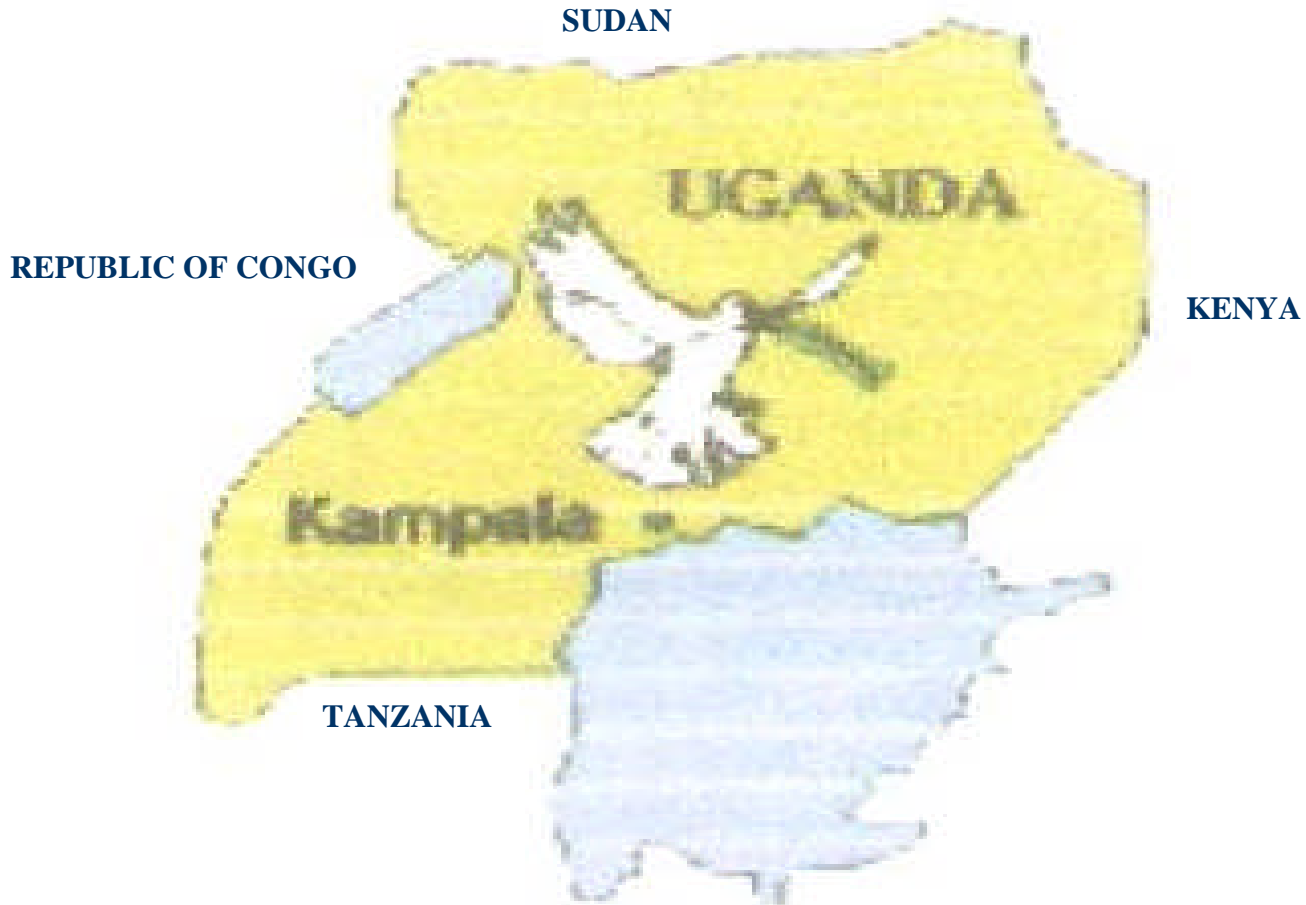 SUDAN
UGANDA
REPUBLIC OF CONGO
KENYA
Kampala
TANZANIA